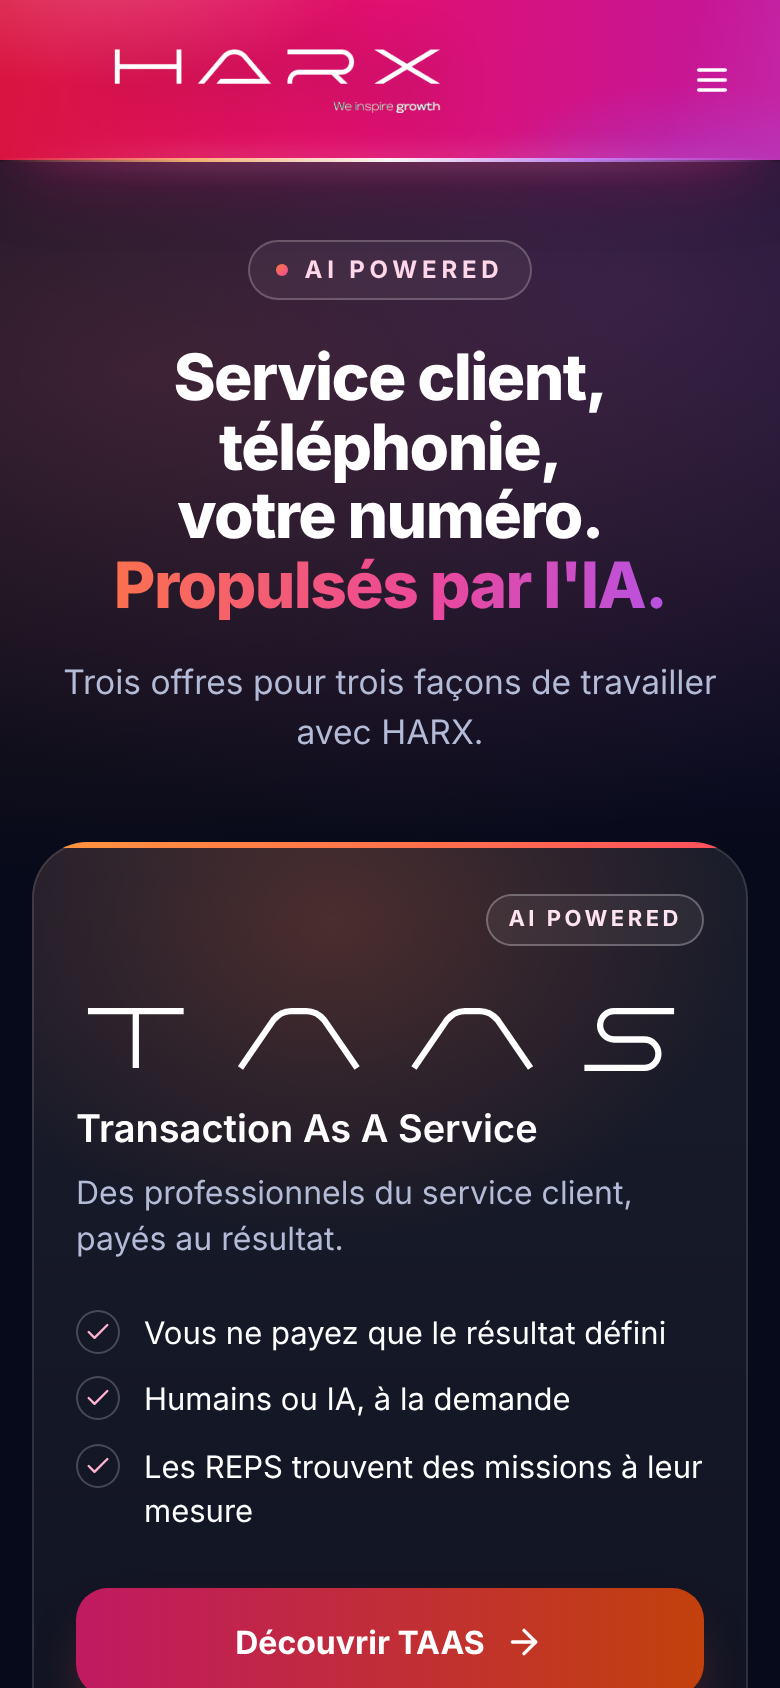 HARX
We inspire growth
AI POWERED
Service client,
téléphonie,
votre numéro.
Propulsés par l'IA.
Trois offres pour trois façons de travailler
avec HARX.
AI POWERED
TAAS
Transaction As A Service
Des professionnels du service client,
payés au résultat.
Vous ne payez que le résultat défini
Humains ou IA, à la demande
Les REPS trouvent des missions à leur
mesure
Découvrir TAAS